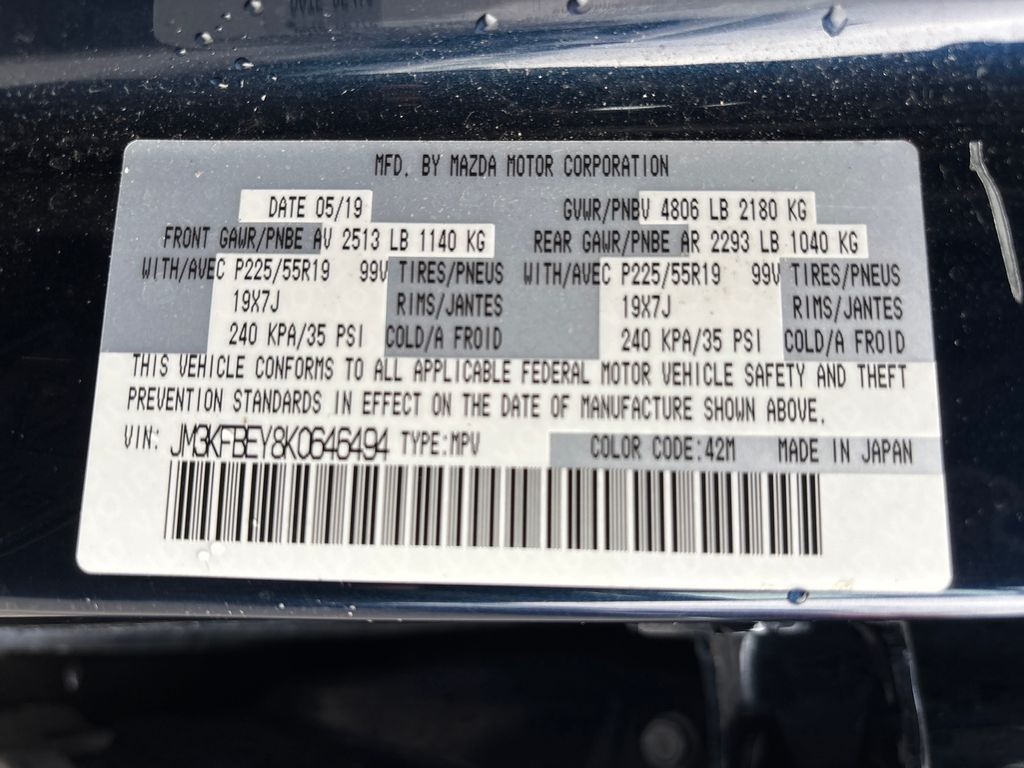 MFD. BY MAZDA MOTOR CORPORATION
DATE 05/19 GVWR/PNBV 4806 LB 2180 KG
FRONT GAWR/PNBE AV 2513 LB 1140 KG REAR GAWR/PNBE AR 2293 LB 1040 KG
WITH/AVEC P225/55R19 99V TIRES/PNEUS WITH/AVEC P225/55R19 99V TIRES/PNEUS
19X7J RIMS/JANTES 19X7J RIMS/JANTES
240 KPA/35 PSI COLD/A FROID 240 KPA/35 PSI COLD/A FROID
THIS VEHICLE CONFORMS TO ALL APPLICABLE FEDERAL MOTOR VEHICLE SAFETY AND THEFT
PREVENTION STANDARDS IN EFFECT ON THE DATE OF MANUFACTURE SHOWN ABOVE.
VIN: JM3KFBEY8K0646494 TYPE:MPV COLOR CODE:42M MADE IN JAPAN